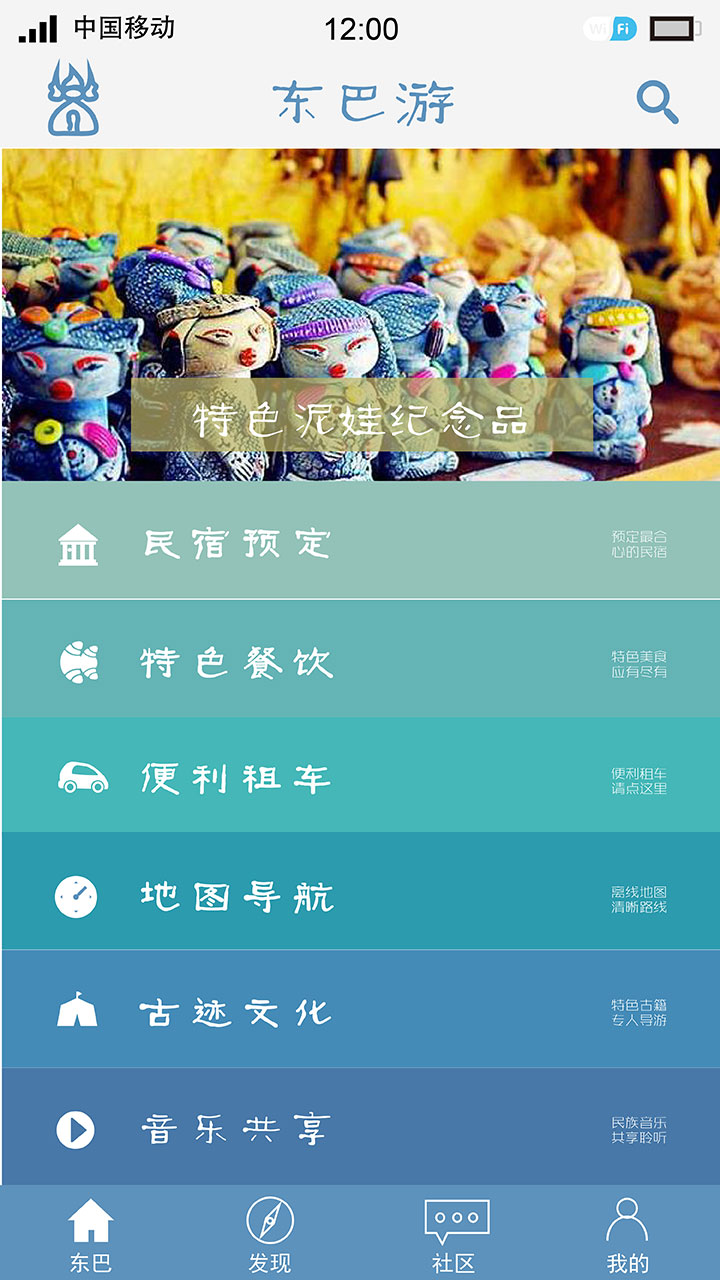 中国移动
12:00
WiFi
东巴游
特色泥娃纪念品
民宿预定
预定最合
心的民宿
特色餐饮
特色美食
应有尽有
便利租车
便利租车
请点这里
地图导航
离线地图
清晰路线
古迹文化
特色古籍
专人导游
音乐共享
民族音乐
共享聆听
东巴
发现
社区
我的